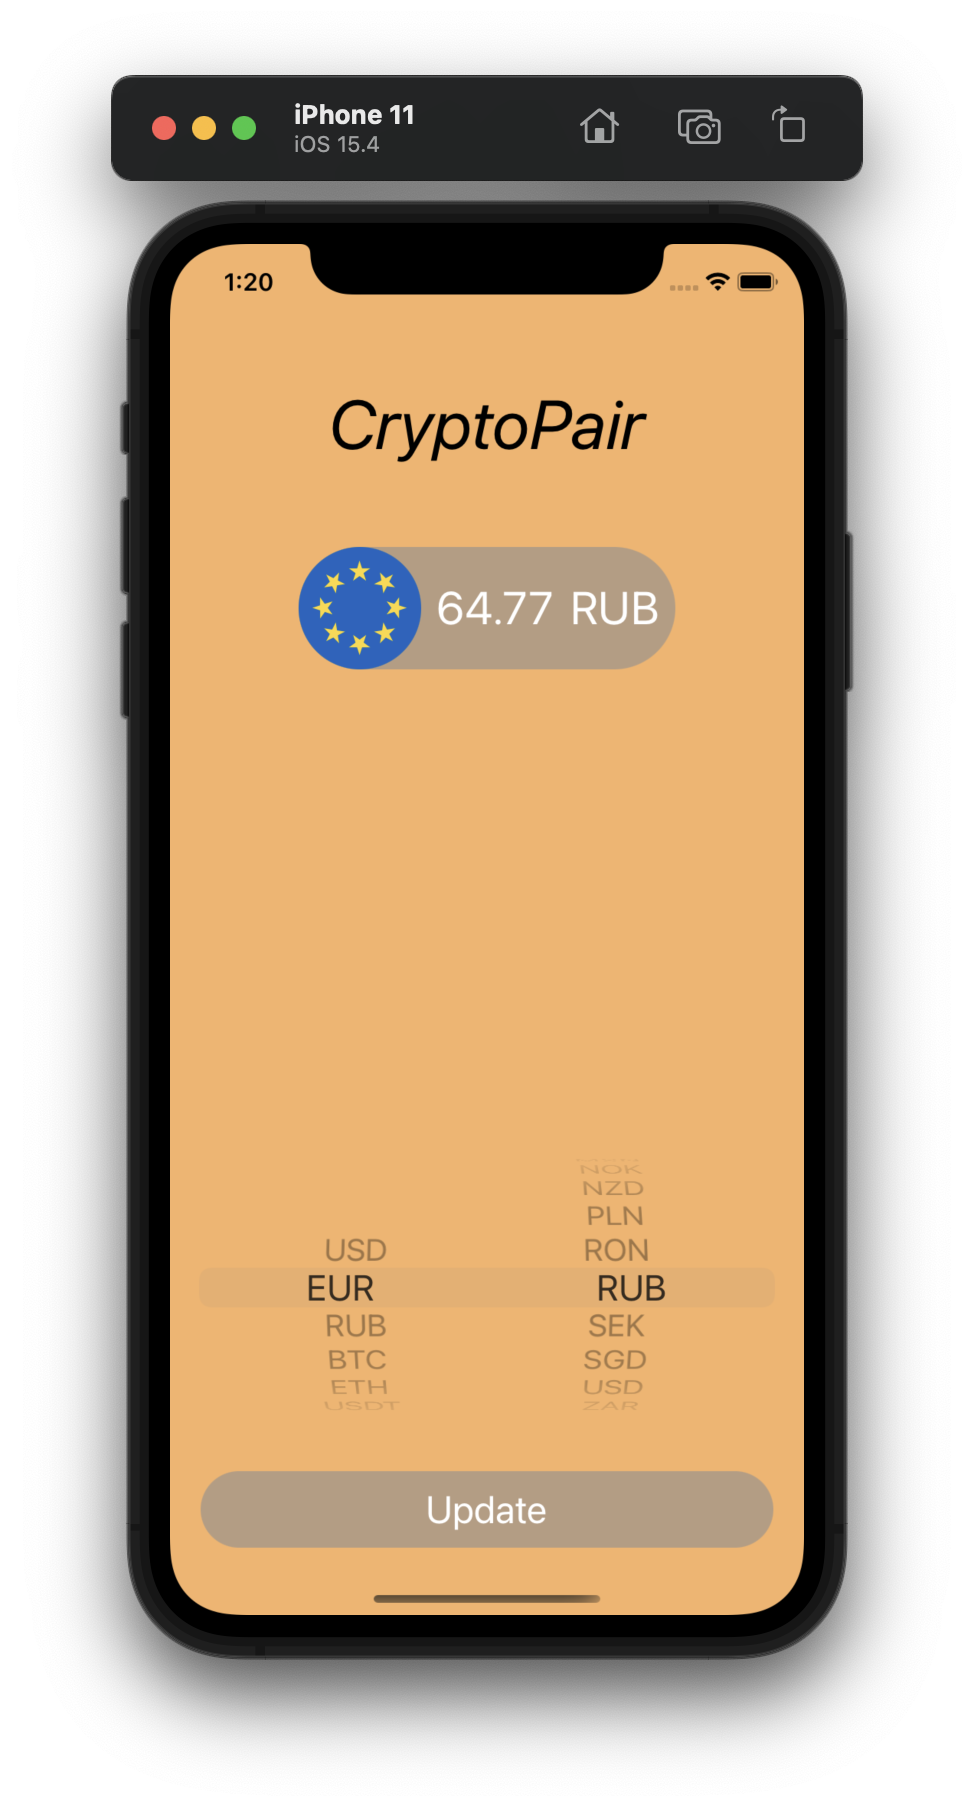 iPhone 11
iOS 15.4
1:20
CryptoPair
64.77 RUB
NOK
NZD
PLN
USD RON
EUR RUB
RUB SEK
BTC SGD
ETH USD
USDT ZAR
Update